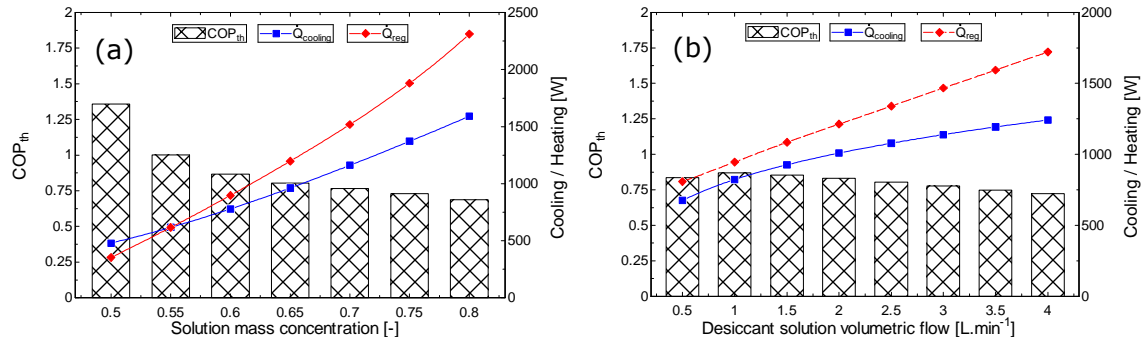 (a)
COPth Q̇cooling Q̇reg
COPth
2
1.75
1.5
1.25
1
0.75
0.5
0.25
0
2500
2000
1500
1000
500
0
Cooling / Heating [W]
0.5 0.55 0.6 0.65 0.7 0.75 0.8
Solution mass concentration [-]
(b)
COPth Q̇cooling Q̇reg
COPth
2
1.75
1.5
1.25
1
0.75
0.5
0.25
0
2000
1500
1000
500
0
Cooling / Heating [W]
0.5 1 1.5 2 2.5 3 3.5 4
Desiccant solution volumetric flow [L.min⁻¹]